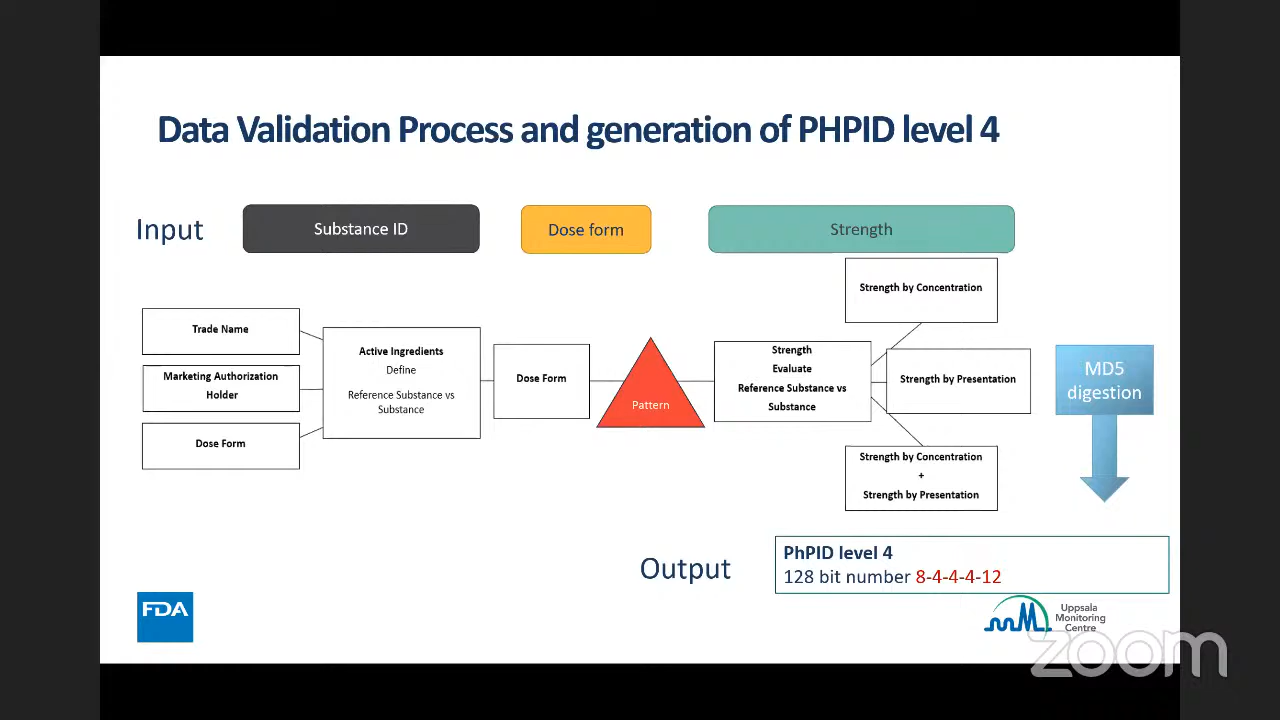 Data Validation Process and generation of PHPID level 4
Input
Substance ID
Dose form
Strength
Trade Name
Marketing Authorization
Holder
Dose Form
Active Ingredients
Define
Reference Substance vs
Substance
Dose Form
Pattern
Strength
Evaluate
Reference Substance vs
Substance
Strength by Concentration
Strength by Presentation
Strength by Concentration
+
Strength by Presentation
MD5
digestion
Output
PhPID level 4
128 bit number 8-4-4-4-12
FDA
Uppsala
Monitoring
Centre
zoom